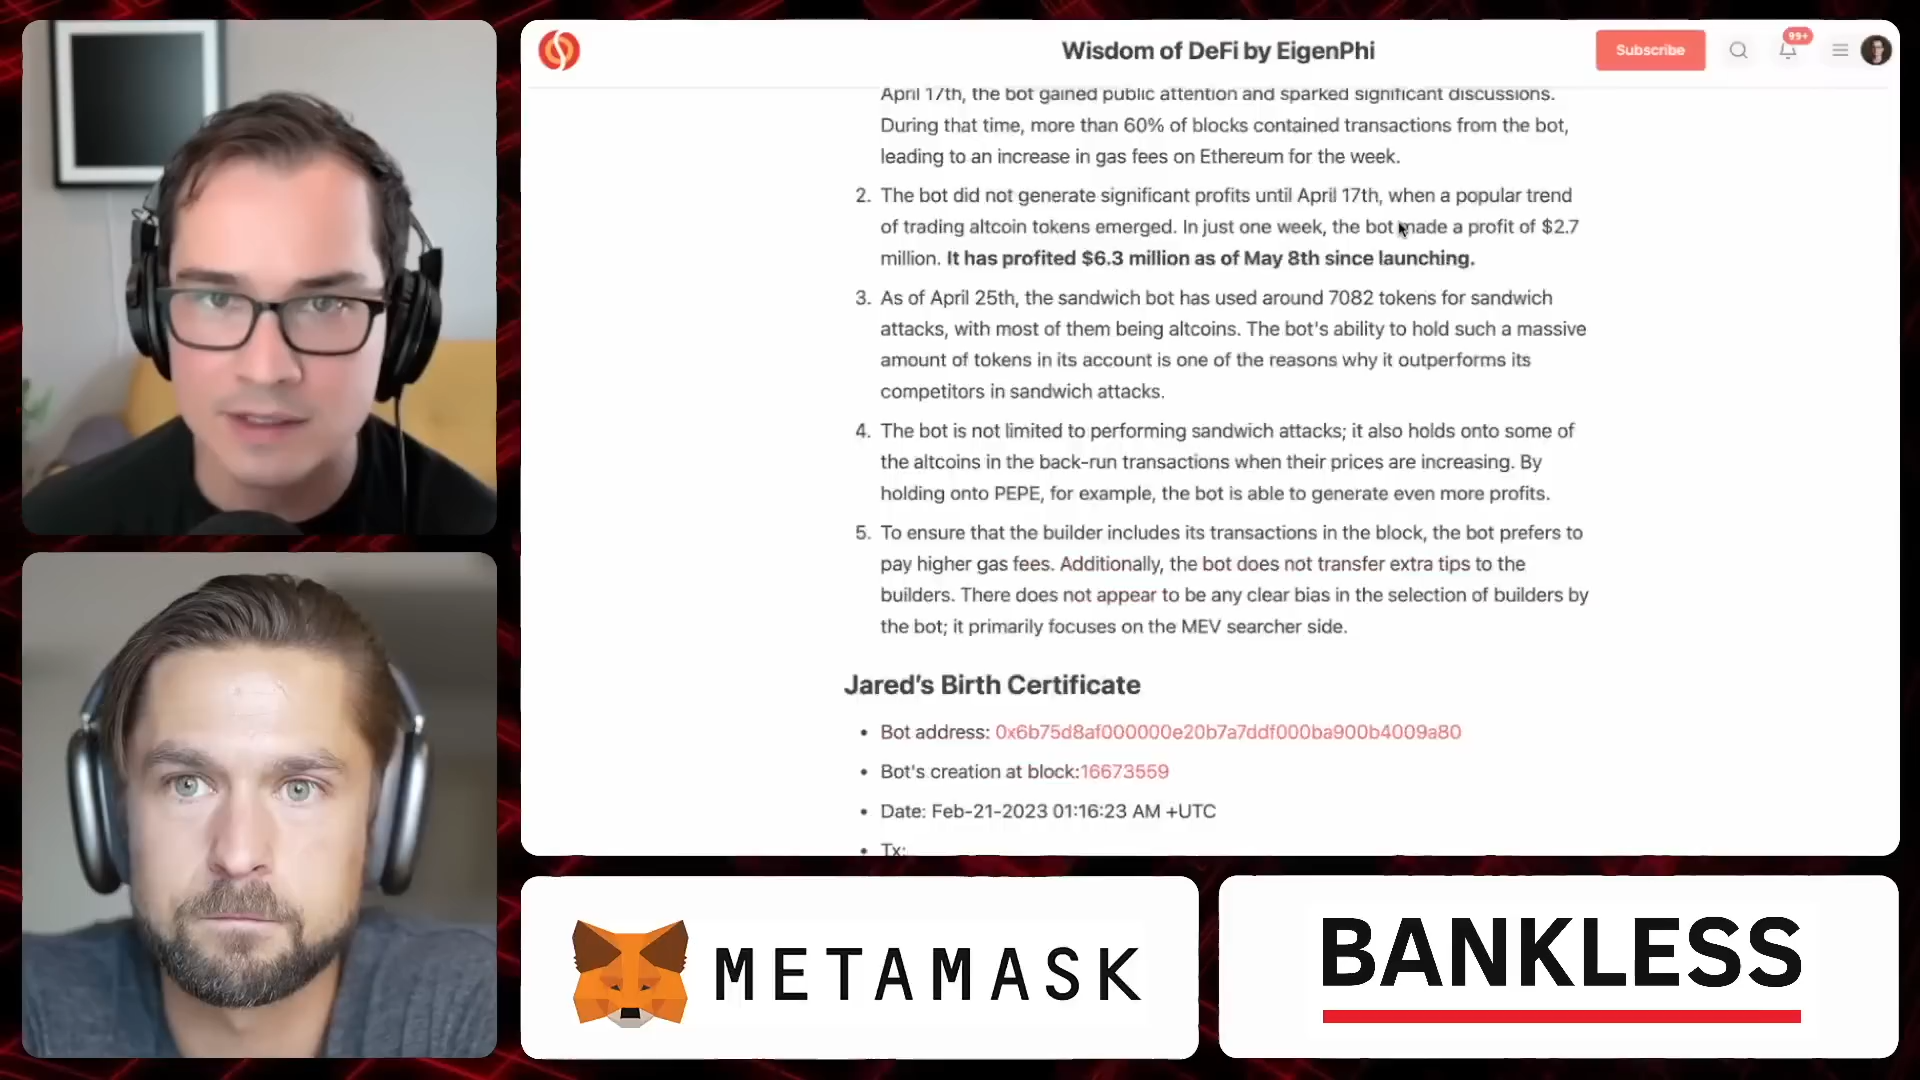 Wisdom of DeFi by EigenPhi
Subscribe
99+
April 17th, the bot gained public attention and sparked significant discussions.
During that time, more than 60% of blocks contained transactions from the bot,
leading to an increase in gas fees on Ethereum for the week.
2. The bot did not generate significant profits until April 17th, when a popular trend
of trading altcoin tokens emerged. In just one week, the bot made a profit of $2.7
million. It has profited $6.3 million as of May 8th since launching.
3. As of April 25th, the sandwich bot has used around 7082 tokens for sandwich
attacks, with most of them being altcoins. The bot's ability to hold such a massive
amount of tokens in its account is one of the reasons why it outperforms its
competitors in sandwich attacks.
4. The bot is not limited to performing sandwich attacks; it also holds onto some of
the altcoins in the back-run transactions when their prices are increasing. By
holding onto PEPE, for example, the bot is able to generate even more profits.
5. To ensure that the builder includes its transactions in the block, the bot prefers to
pay higher gas fees. Additionally, the bot does not transfer extra tips to the
builders. There does not appear to be any clear bias in the selection of builders by
the bot; it primarily focuses on the MEV searcher side.
Jared's Birth Certificate
• Bot address: 0x6b75d8af000000e20b7a7ddf000ba900b4009a80
• Bot's creation at block:16673559
• Date: Feb-21-2023 01:16:23 AM +UTC
• Tx:
METAMASK
BANKLESS